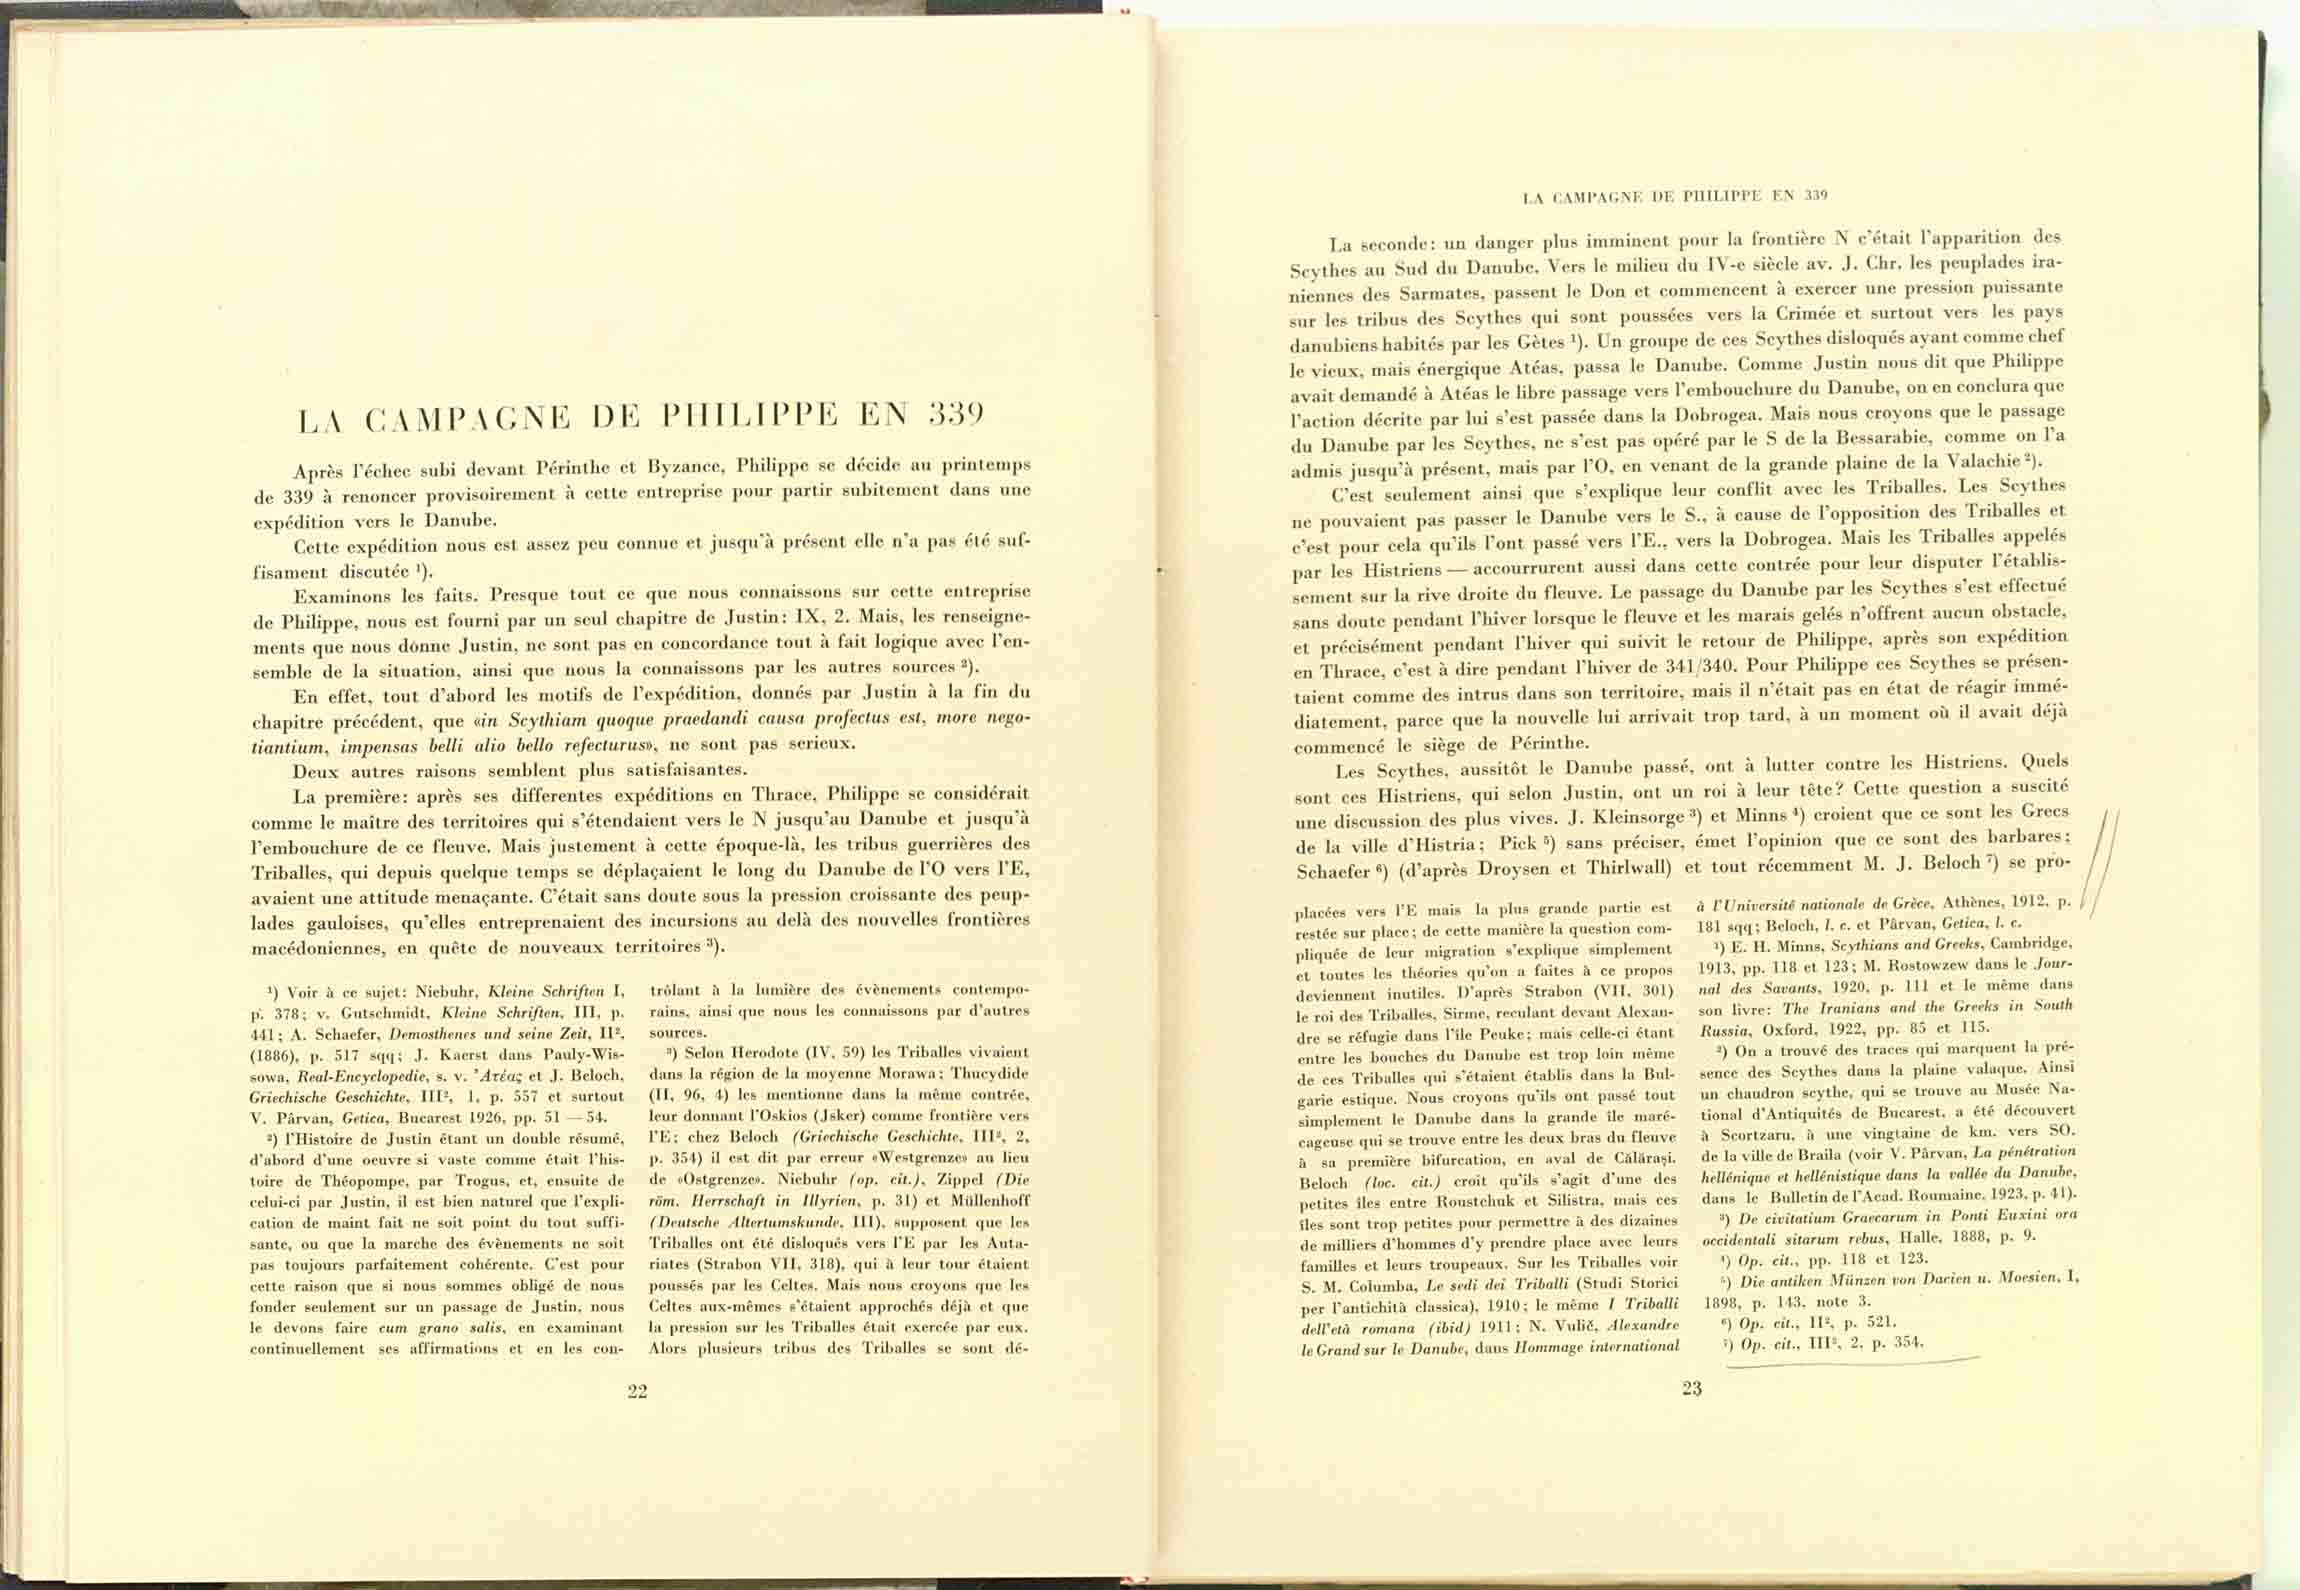 LA CAMPAGNE DE PHILIPPE EN 339
Après l'échec subi devant Périnthe et Byzance, Philippe se décide au printemps
de 339 à renoncer provisoirement à cette entreprise pour partir subitement dans une
expédition vers le Danube.
Cette expédition nous est assez peu connue et jusqu'à présent elle n'a pas été suf-
fisament discutée ¹).
Examinons les faits. Presque tout ce que nous connaissons sur cette entreprise
de Philippe, nous est fourni par un seul chapitre de Justin: IX, 2. Mais, les renseigne-
ments que nous donne Justin, ne sont pas en concordance tout à fait logique avec l'en-
semble de la situation, ainsi que nous la connaissons par les autres sources ²).
En effet, tout d'abord les motifs de l'expédition, donnés par Justin à la fin du
chapitre précédent, que «in Scythiam quoque praedandi causa profectus est, more nego-
tiantium, impensas belli alio bello refecturus», ne sont pas serieux.
Deux autres raisons semblent plus satisfaisantes.
La première: après ses differentes expéditions en Thrace, Philippe se considérait
comme le maître des territoires qui s'étendaient vers le N jusqu'au Danube et jusqu'à
l'embouchure de ce fleuve. Mais justement à cette époque-là, les tribus guerrières des
Triballes, qui depuis quelque temps se déplaçaient le long du Danube de l'O vers l'E,
avaient une attitude menaçante. C'était sans doute sous la pression croissante des peup-
lades gauloises, qu'elles entreprenaient des incursions au delà des nouvelles frontières
macédoniennes, en quête de nouveaux territoires ³).
¹) Voir à ce sujet: Niebuhr, Kleine Schriften I,
p. 378; v. Gutschmidt, Kleine Schriften, III, p.
441; A. Schaefer, Demosthenes und seine Zeit, II²,
(1886), p. 517 sqq; J. Kaerst dans Pauly-Wis-
sowa, Real-Encyclopedie, s. v. Ἀτέας et J. Beloch,
Griechische Geschichte, III², 1, p. 557 et surtout
V. Pârvan, Getica, Bucarest 1926, pp. 51 — 54.
²) l'Histoire de Justin étant un double résumé,
d'abord d'une oeuvre si vaste comme était l'his-
toire de Théopompe, par Trogus, et, ensuite de
celui-ci par Justin, il est bien naturel que l'expli-
cation de maint fait ne soit point du tout suffi-
sante, ou que la marche des évènements ne soit
pas toujours parfaitement cohérente. C'est pour
cette raison que si nous sommes obligé de nous
fonder seulement sur un passage de Justin, nous
le devons faire cum grano salis, en examinant
continuellement ses affirmations et en les con-
trôlant à la lumière des évènements contempo-
rains, ainsi que nous les connaissons par d'autres
sources.
³) Selon Herodote (IV, 59) les Triballes vivaient
dans la région de la moyenne Morawa; Thucydide
(II, 96, 4) les mentionne dans la même contrée,
leur donnant l'Oskios (Jsker) comme frontière vers
l'E; chez Beloch (Griechische Geschichte, III², 2,
p. 354) il est dit par erreur «Westgrenze» au lieu
de «Ostgrenze». Niebuhr (op. cit.), Zippel (Die
röm. Herrschaft in Illyrien, p. 31) et Müllenhoff
(Deutsche Altertumskunde, III), supposent que les
Triballes ont été disloqués vers l'E par les Auta-
riates (Strabon VII, 318), qui à leur tour étaient
poussés par les Celtes. Mais nous croyons que les
Celtes aux-mêmes s'étaient approchés déjà et que
la pression sur les Triballes était exercée par eux.
Alors plusieurs tribus des Triballes se sont dé-
22
LA CAMPAGNE DE PHILIPPE EN 339
La seconde: un danger plus imminent pour la frontière N c'était l'apparition des
Scythes au Sud du Danube. Vers le milieu du IV-e siècle av. J. Chr. les peuplades ira-
niennes des Sarmates, passent le Don et commencent à exercer une pression puissante
sur les tribus des Scythes qui sont poussées vers la Crimée et surtout vers les pays
danubiens habités par les Gètes ¹). Un groupe de ces Scythes disloqués ayant comme chef
le vieux, mais énergique Atéas, passa le Danube. Comme Justin nous dit que Philippe
avait demandé à Atéas le libre passage vers l'embouchure du Danube, on en conclura que
l'action décrite par lui s'est passée dans la Dobrogea. Mais nous croyons que le passage
du Danube par les Scythes, ne s'est pas opéré par le S de la Bessarabie, comme on l'a
admis jusqu'à présent, mais par l'O, en venant de la grande plaine de la Valachie ²).
C'est seulement ainsi que s'explique leur conflit avec les Triballes. Les Scythes
ne pouvaient pas passer le Danube vers le S., à cause de l'opposition des Triballes et
c'est pour cela qu'ils l'ont passé vers l'E., vers la Dobrogea. Mais les Triballes appelés
par les Histriens — accourrurent aussi dans cette contrée pour leur disputer l'établis-
sement sur la rive droite du fleuve. Le passage du Danube par les Scythes s'est effectué
sans doute pendant l'hiver lorsque le fleuve et les marais gelés n'offrent aucun obstacle,
et précisément pendant l'hiver qui suivit le retour de Philippe, après son expédition
en Thrace, c'est à dire pendant l'hiver de 341/340. Pour Philippe ces Scythes se présen-
taient comme des intrus dans son territoire, mais il n'était pas en état de réagir immé-
diatement, parce que la nouvelle lui arrivait trop tard, à un moment où il avait déjà
commencé le siège de Périnthe.
Les Scythes, aussitôt le Danube passé, ont à lutter contre les Histriens. Quels
sont ces Histriens, qui selon Justin, ont un roi à leur tête? Cette question a suscité
une discussion des plus vives. J. Kleinsorge ³) et Minns ⁴) croient que ce sont les Grecs
de la ville d'Histria; Pick ⁵) sans préciser, émet l'opinion que ce sont des barbares;
Schaefer ⁶) (d'après Droysen et Thirlwall) et tout récemment M. J. Beloch ⁷) se pro-
placées vers l'E mais la plus grande partie est
restée sur place; de cette manière la question com-
pliquée de leur migration s'explique simplement
et toutes les théories qu'on a faites à ce propos
deviennent inutiles. D'après Strabon (VII, 301)
le roi des Triballes, Sirme, reculant devant Alexan-
dre se réfugie dans l'île Peuke; mais celle-ci étant
entre les bouches du Danube est trop loin même
de ces Triballes qui s'étaient établis dans la Bul-
garie estique. Nous croyons qu'ils ont passé tout
simplement le Danube dans la grande île maré-
cageuse qui se trouve entre les deux bras du fleuve
à sa première bifurcation, en aval de Călărași.
Beloch (loc. cit.) croit qu'ils s'agit d'une des
petites îles entre Roustchuk et Silistra, mais ces
îles sont trop petites pour permettre à des dizaines
de milliers d'hommes d'y prendre place avec leurs
familles et leurs troupeaux. Sur les Triballes voir
S. M. Columba, Le sedi dei Triballi (Studi Storici
per l'antichità classica), 1910; le même I Triballi
dell'età romana (ibid) 1911; N. Vulič, Alexandre
le Grand sur le Danube, dans Hommage international
à l'Université nationale de Grèce, Athènes, 1912, p.
181 sqq; Beloch, l. c. et Pârvan, Getica, l. c.
¹) E. H. Minns, Scythians and Greeks, Cambridge,
1913, pp. 118 et 123; M. Rostowzew dans le Jour-
nal des Savants, 1920, p. 111 et le même dans
son livre: The Iranians and the Greeks in South
Russia, Oxford, 1922, pp. 85 et 115.
²) On a trouvé des traces qui marquent la pré-
sence des Scythes dans la plaine valaque. Ainsi
un chaudron scythe, qui se trouve au Musée Na-
tional d'Antiquités de Bucarest, a été découvert
à Scortzaru, à une vingtaine de km. vers SO.
de la ville de Braila (voir V. Pârvan, La pénétration
hellénique et hellénistique dans la vallée du Danube,
dans le Bulletin de l'Acad. Roumaine, 1923, p. 41).
³) De civitatium Graecarum in Ponti Euxini ora
occidentali sitarum rebus, Halle, 1888, p. 9.
⁴) Op. cit., pp. 118 et 123.
⁵) Die antiken Münzen von Dacien u. Moesien, I,
1898, p. 143, note 3.
⁶) Op. cit., II², p. 521.
⁷) Op. cit., III², 2, p. 354.
23